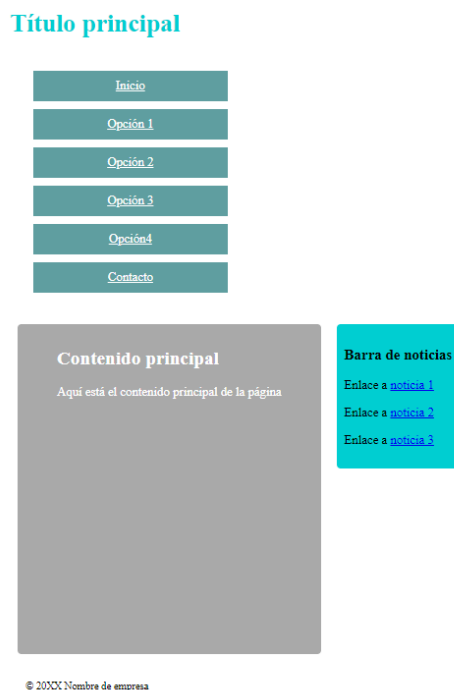 Título principal
Inicio
Opción 1
Opción 2
Opción 3
Opción4
Contacto
Contenido principal
Aquí está el contenido principal de la página
Barra de noticias
Enlace a noticia 1
Enlace a noticia 2
Enlace a noticia 3
© 20XX Nombre de empresa